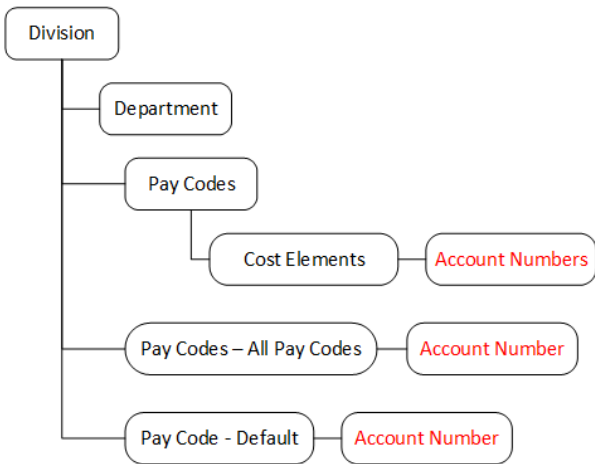 Division
Department
Pay Codes
Cost Elements
Account Numbers
Pay Codes – All Pay Codes
Account Number
Pay Code - Default
Account Number